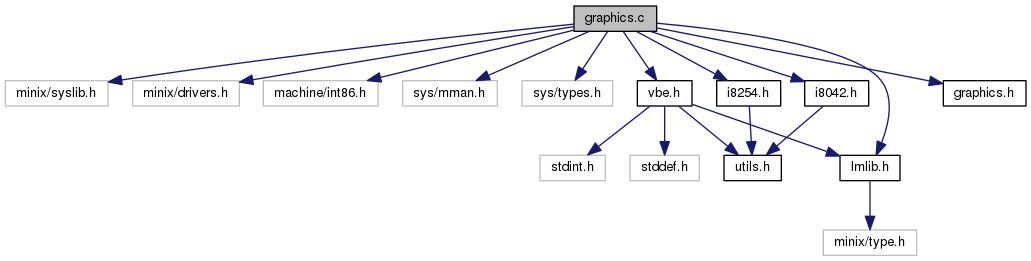 graphics.c
minix/syslib.h
minix/drivers.h
machine/int86.h
sys/mman.h
sys/types.h
vbe.h
i8254.h
i8042.h
graphics.h
stdint.h
stddef.h
utils.h
lmlib.h
minix/type.h